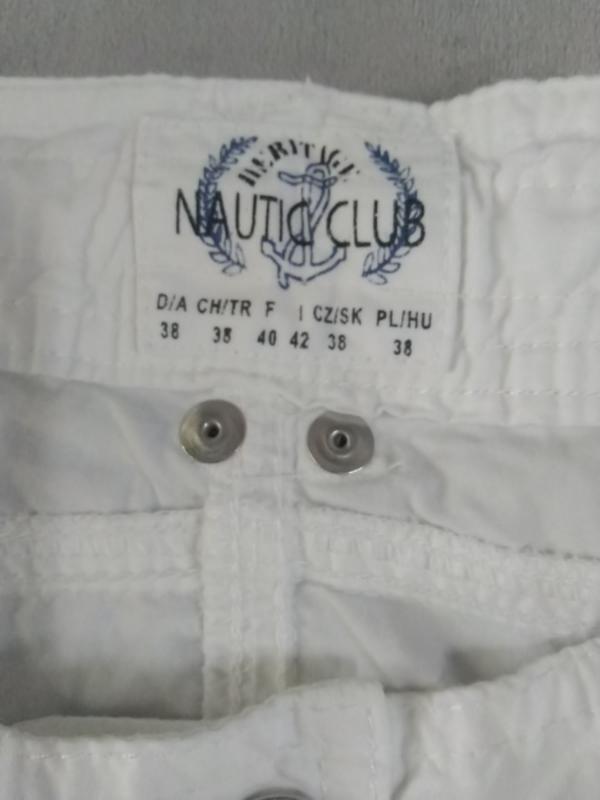 HERITAGE
NAUTIC CLUB
D/A CH/TR F I CZ/SK PL/HU
38 38 40 42 38 38